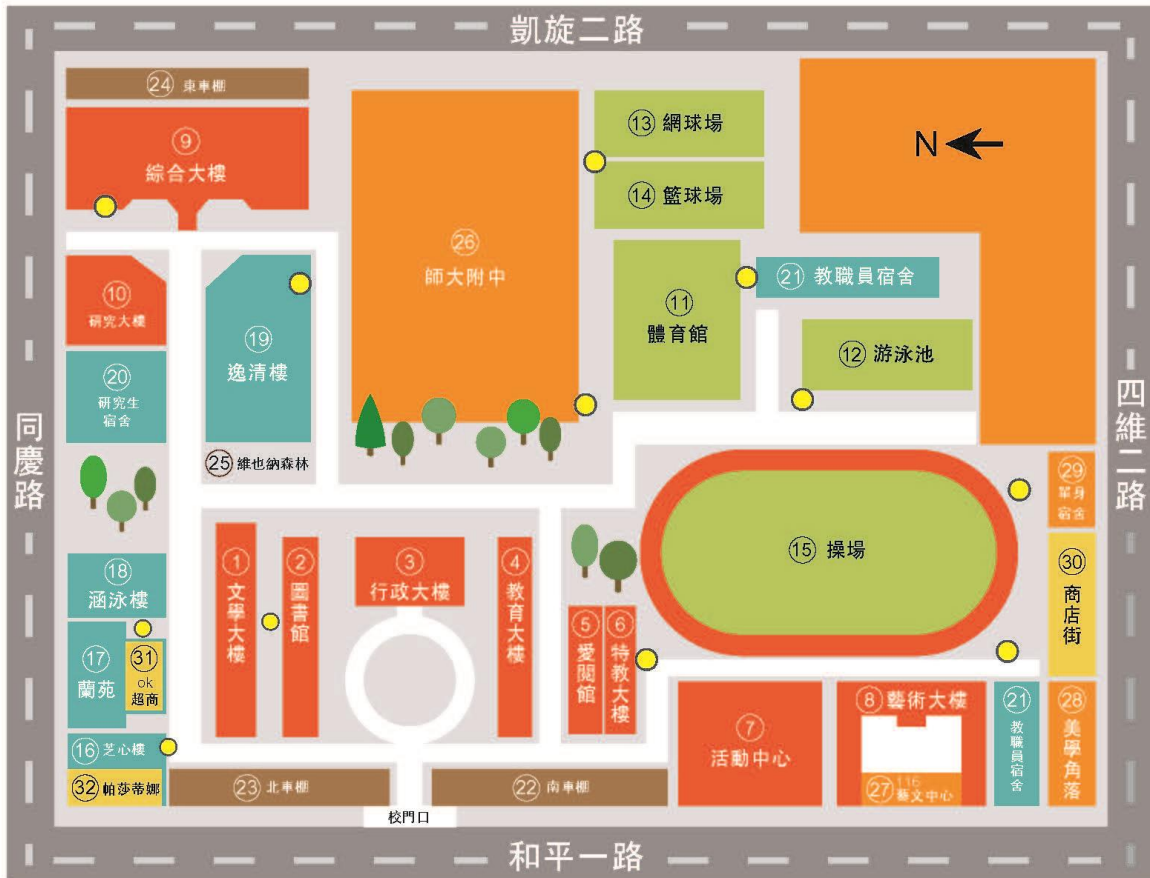 凱旋二路
24 東車棚
9
綜合大樓
13 網球場
N
14 籃球場
26
師大附中
10
研究大樓
19
逸清樓
11
體育館
21 教職員宿舍
12 游泳池
20
研究生
宿舍
25 維也納森林
同慶路
四維二路
29
單身
宿舍
15 操場
30
商店街
18
涵泳樓
1
文學大樓
2
圖書館
3
行政大樓
4
教育大樓
5
愛閱館
6
特教大樓
17
蘭苑
31
ok
超商
7
活動中心
8 藝術大樓
21
教職員宿舍
28
美學角落
16 芝心樓
32 帕莎蒂娜
23 北車棚
22 南車棚
116
27 藝文中心
校門口
和平一路